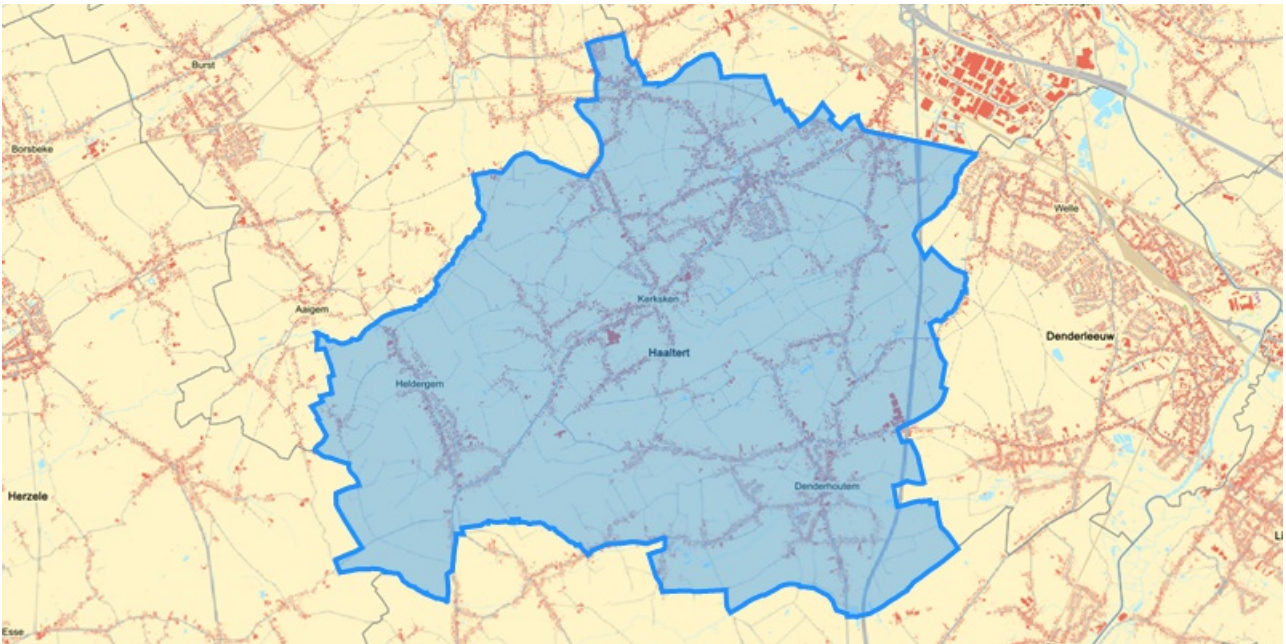 Burst
Borsbeke
Welle
Kerksken
Aaigem
Denderleeuw
Haaltert
Heldergem
Denderhoutem
Herzele
Esse